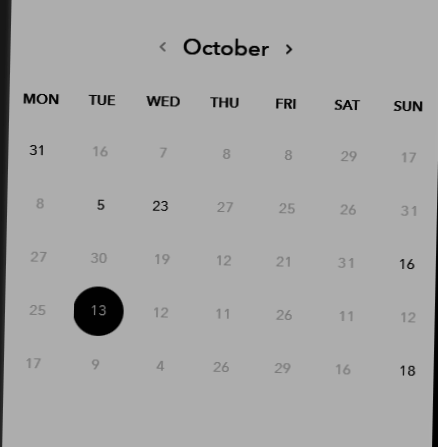 ‹ October ›
MON TUE WED THU FRI SAT SUN
31 16 7 8 8 29 17
8 5 23 27 25 26 31
27 30 19 12 21 31 16
25 13 12 11 26 11 12
17 9 4 26 29 16 18